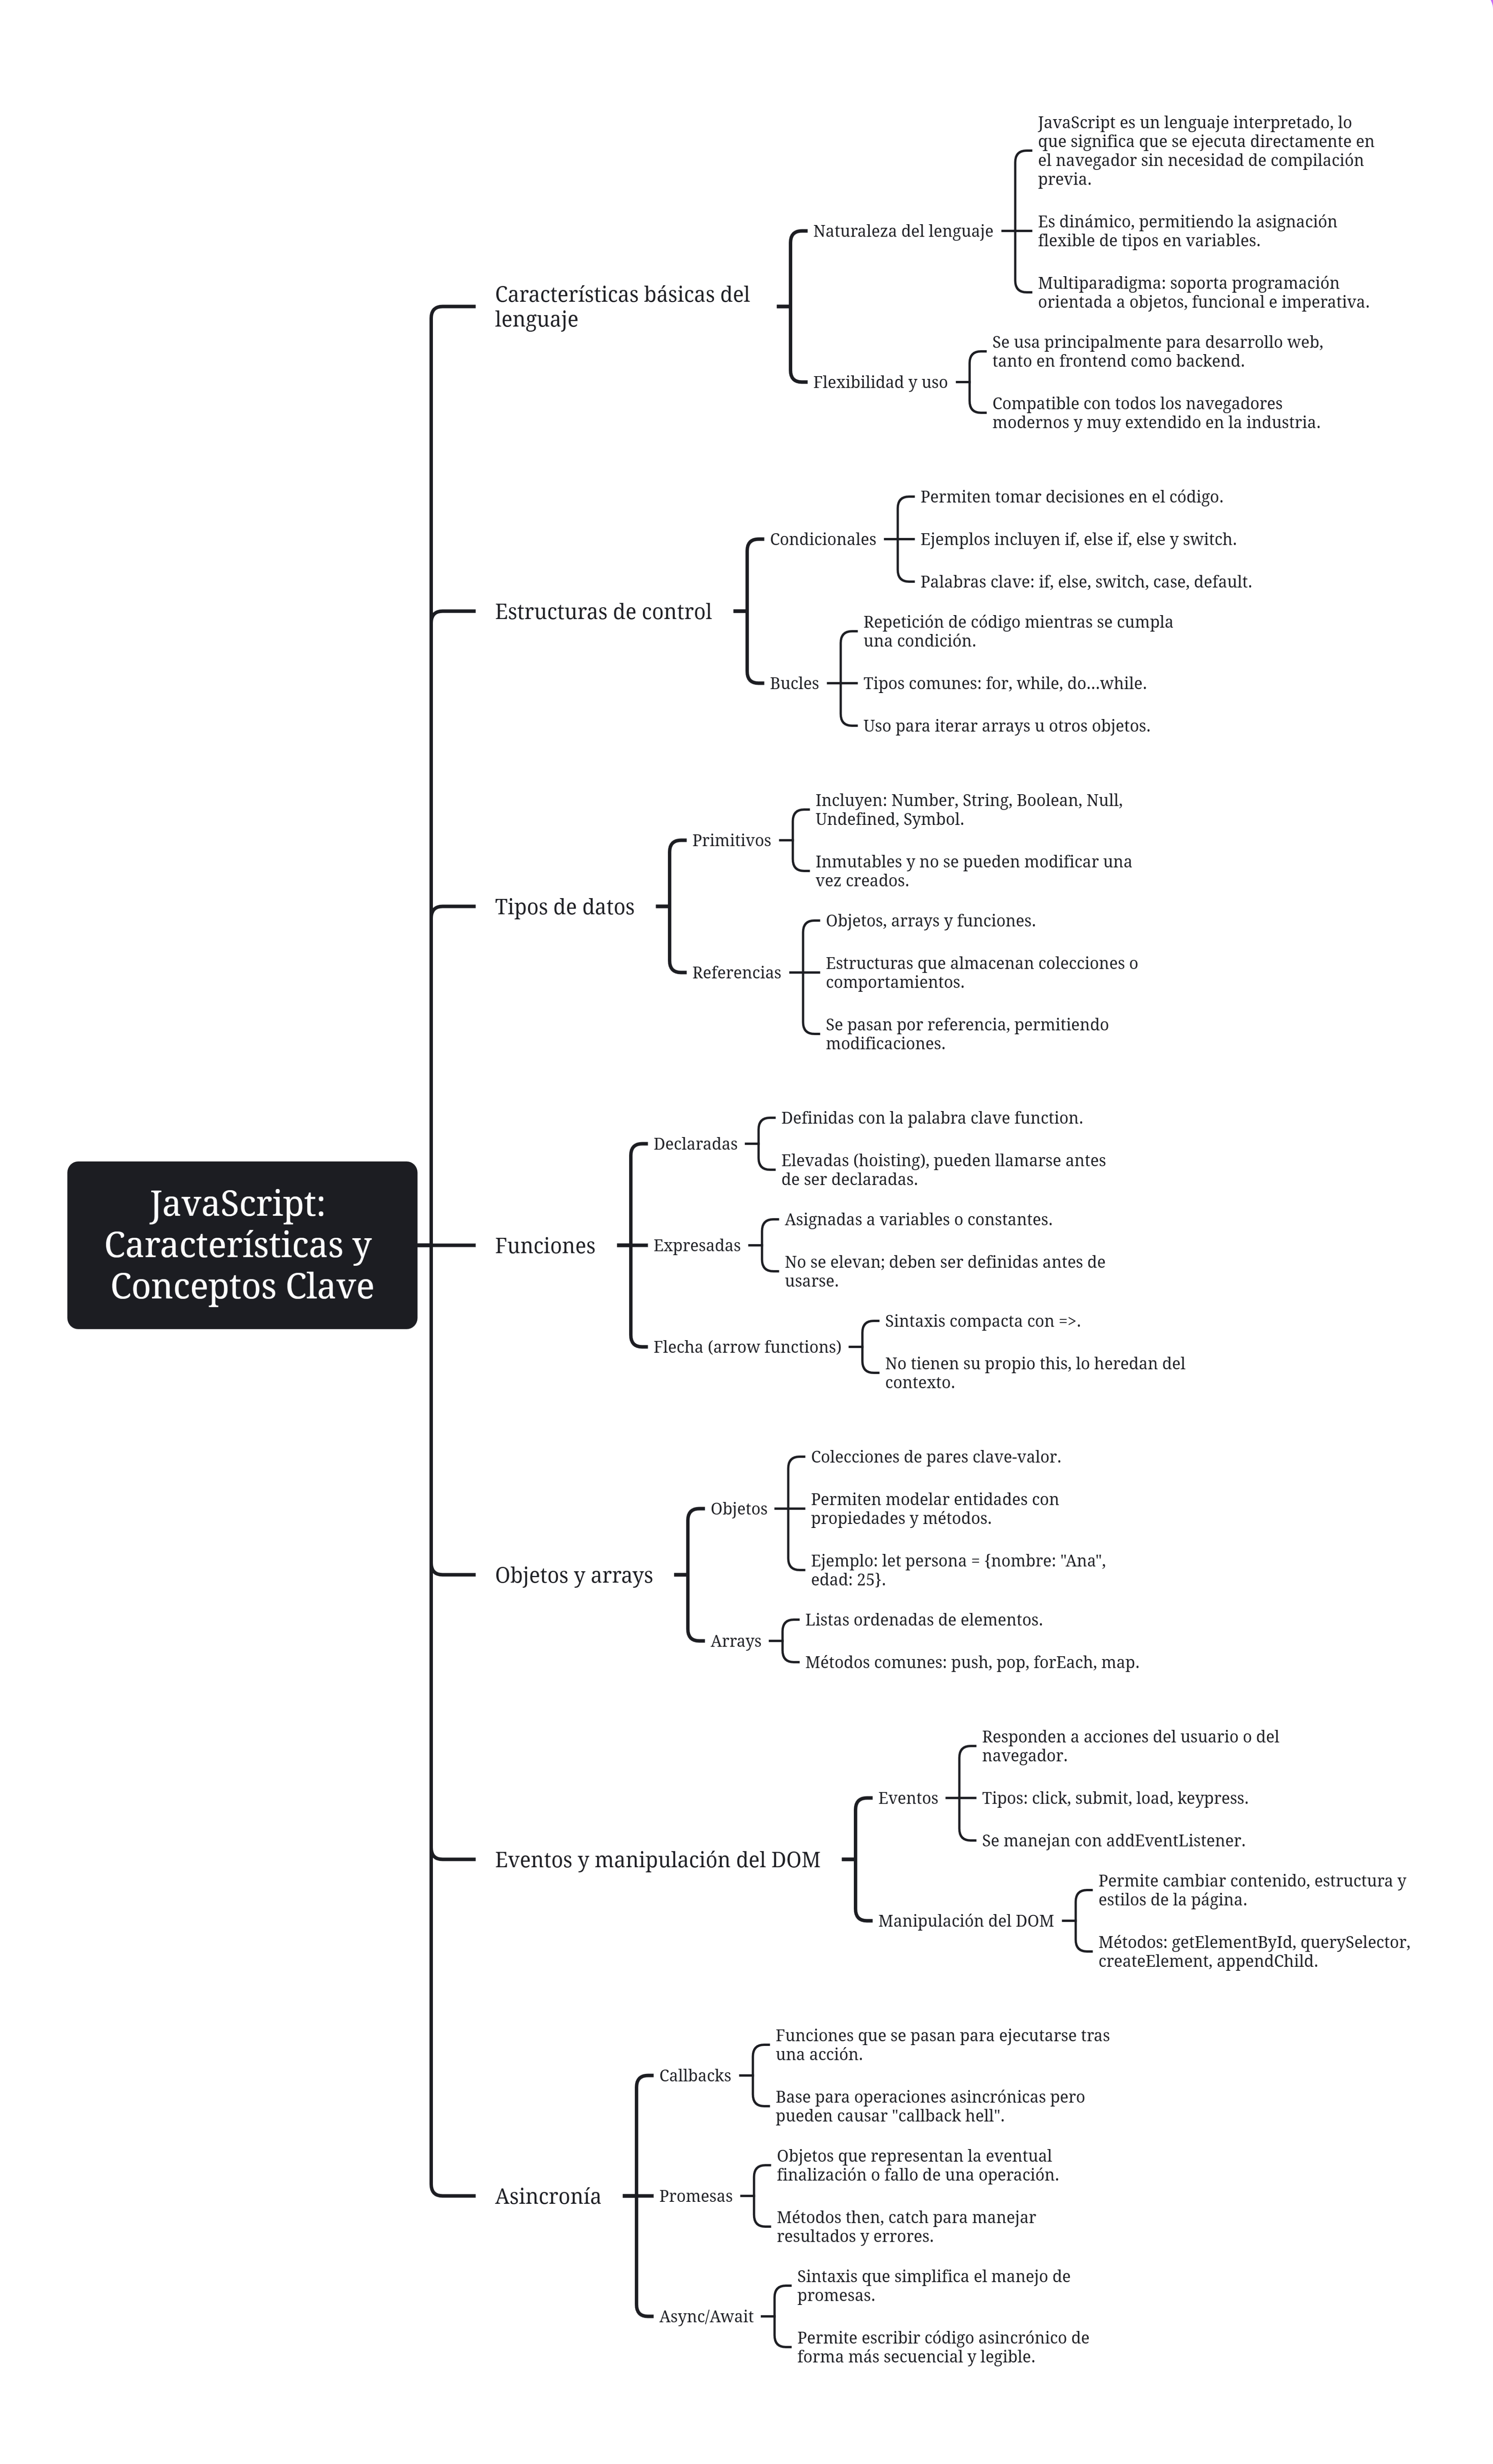 JavaScript:
Características y
Conceptos Clave
Características básicas del
lenguaje
Naturaleza del lenguaje
JavaScript es un lenguaje interpretado, lo
que significa que se ejecuta directamente en
el navegador sin necesidad de compilación
previa.
Es dinámico, permitiendo la asignación
flexible de tipos en variables.
Multiparadigma: soporta programación
orientada a objetos, funcional e imperativa.
Flexibilidad y uso
Se usa principalmente para desarrollo web,
tanto en frontend como backend.
Compatible con todos los navegadores
modernos y muy extendido en la industria.
Estructuras de control
Condicionales
Permiten tomar decisiones en el código.
Ejemplos incluyen if, else if, else y switch.
Palabras clave: if, else, switch, case, default.
Bucles
Repetición de código mientras se cumpla
una condición.
Tipos comunes: for, while, do...while.
Uso para iterar arrays u otros objetos.
Tipos de datos
Primitivos
Incluyen: Number, String, Boolean, Null,
Undefined, Symbol.
Inmutables y no se pueden modificar una
vez creados.
Referencias
Objetos, arrays y funciones.
Estructuras que almacenan colecciones o
comportamientos.
Se pasan por referencia, permitiendo
modificaciones.
Funciones
Declaradas
Definidas con la palabra clave function.
Elevadas (hoisting), pueden llamarse antes
de ser declaradas.
Expresadas
Asignadas a variables o constantes.
No se elevan; deben ser definidas antes de
usarse.
Flecha (arrow functions)
Sintaxis compacta con =>.
No tienen su propio this, lo heredan del
contexto.
Objetos y arrays
Objetos
Colecciones de pares clave-valor.
Permiten modelar entidades con
propiedades y métodos.
Ejemplo: let persona = {nombre: "Ana",
edad: 25}.
Arrays
Listas ordenadas de elementos.
Métodos comunes: push, pop, forEach, map.
Eventos y manipulación del DOM
Eventos
Responden a acciones del usuario o del
navegador.
Tipos: click, submit, load, keypress.
Se manejan con addEventListener.
Manipulación del DOM
Permite cambiar contenido, estructura y
estilos de la página.
Métodos: getElementById, querySelector,
createElement, appendChild.
Asincronía
Callbacks
Funciones que se pasan para ejecutarse tras
una acción.
Base para operaciones asincrónicas pero
pueden causar "callback hell".
Promesas
Objetos que representan la eventual
finalización o fallo de una operación.
Métodos then, catch para manejar
resultados y errores.
Async/Await
Sintaxis que simplifica el manejo de
promesas.
Permite escribir código asincrónico de
forma más secuencial y legible.